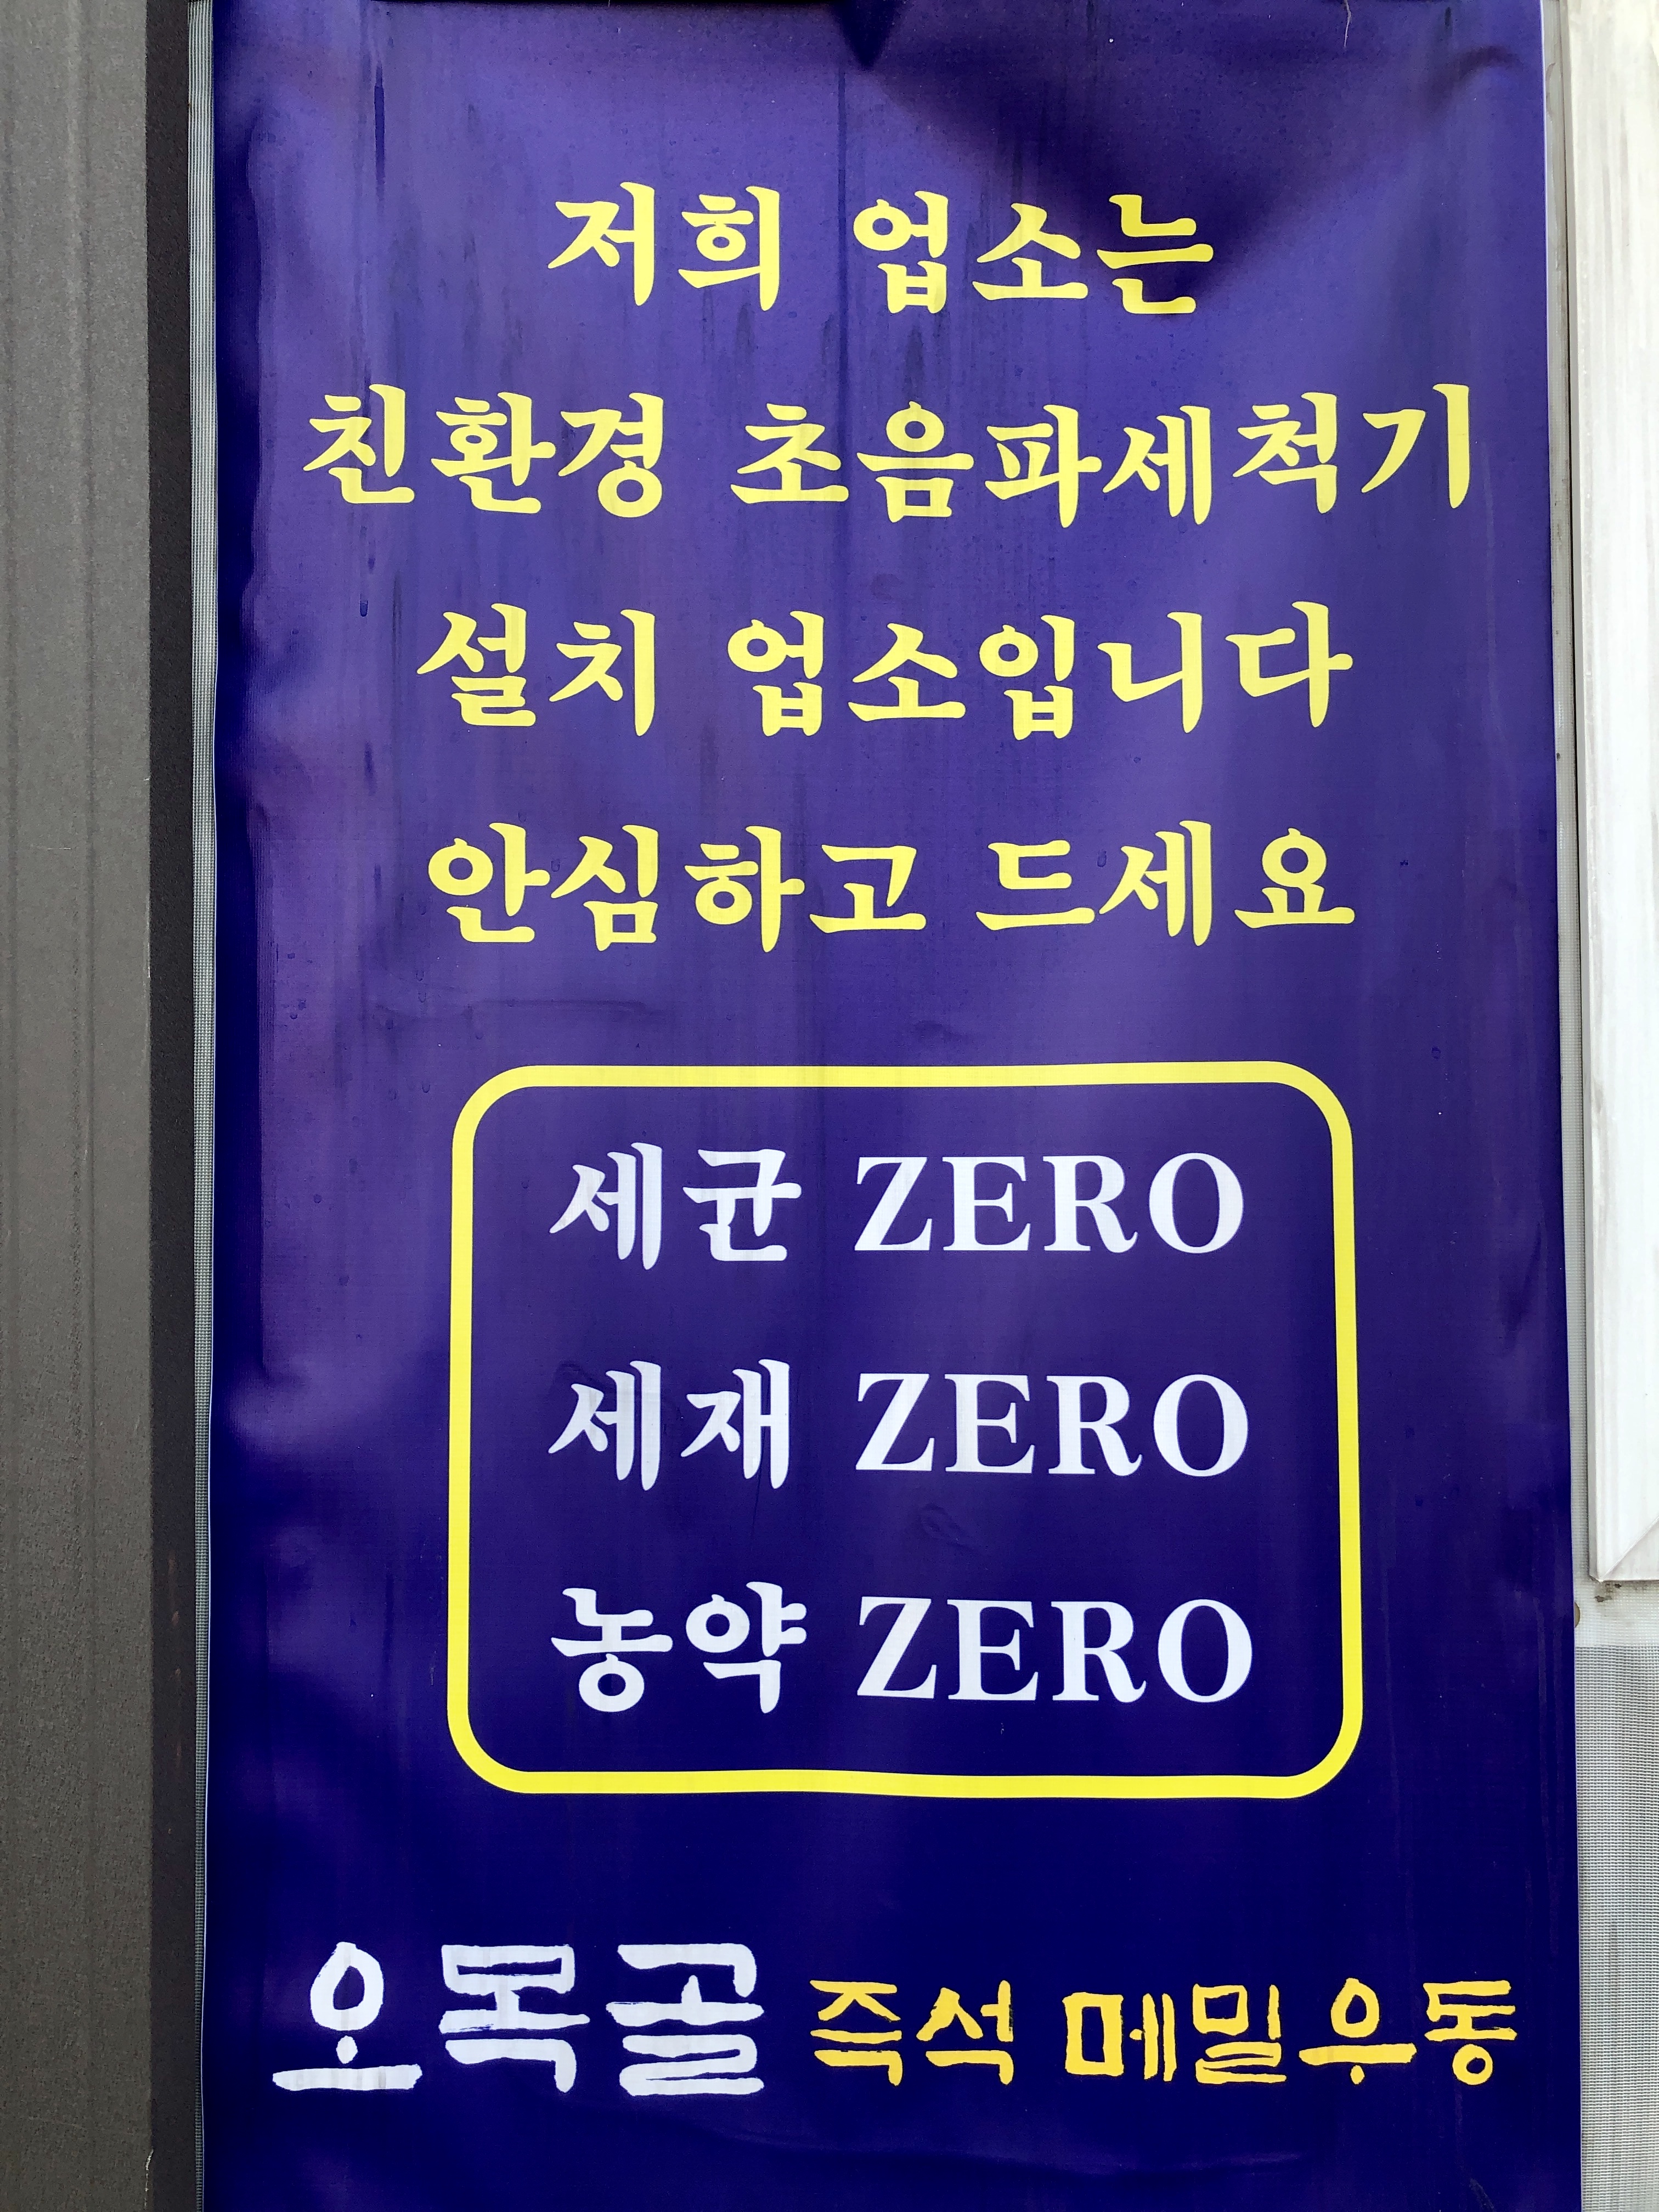 저희 업소는
친환경 초음파세척기
설치 업소입니다
안심하고 드세요
세균 ZERO
세재 ZERO
농약 ZERO
오목골 즉석 메밀우동